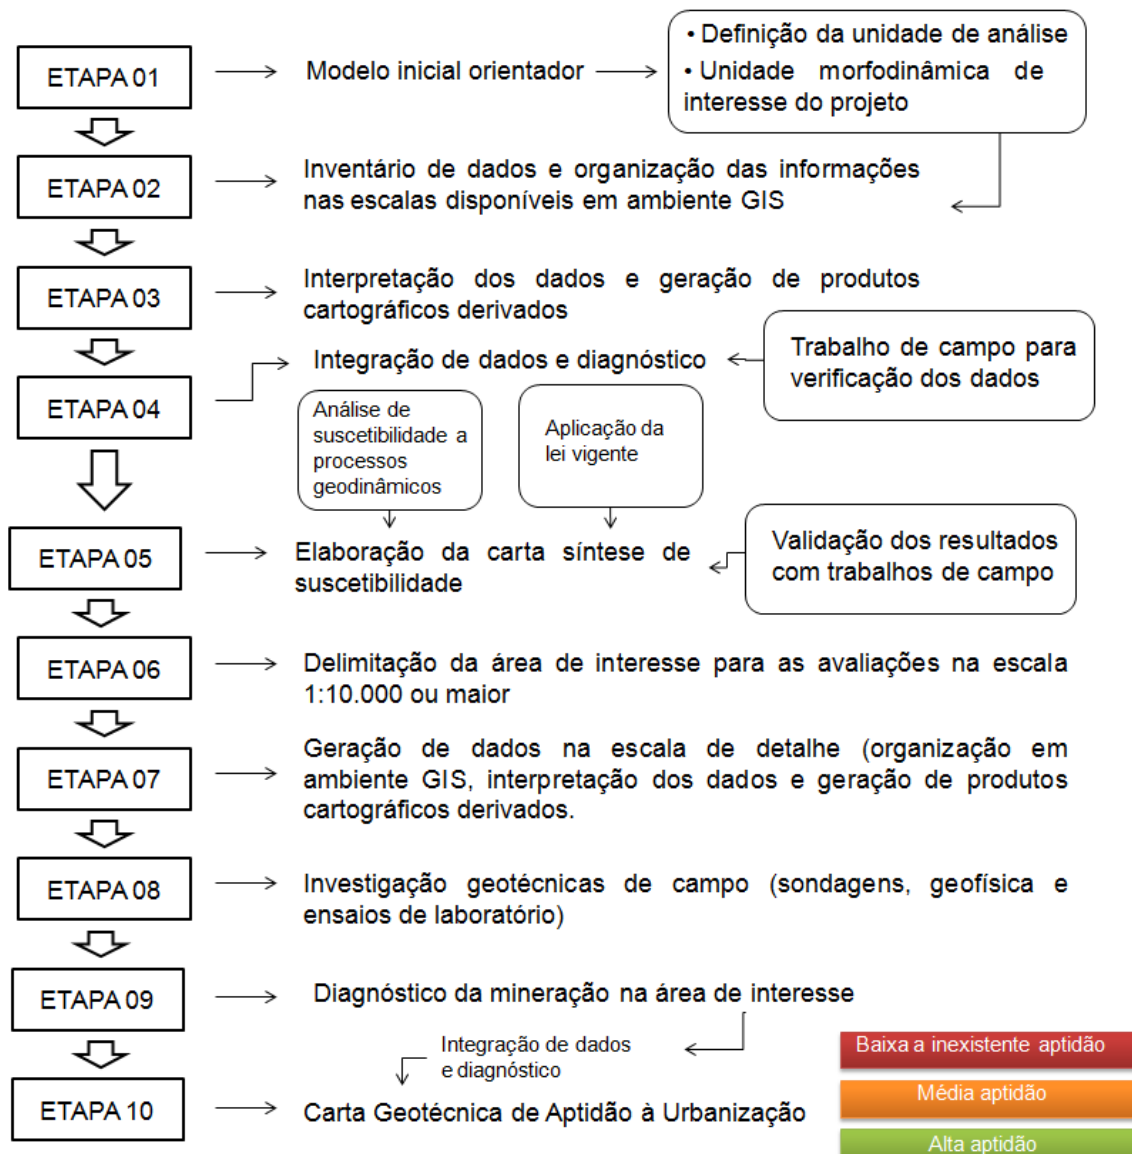 ETAPA 01
Modelo inicial orientador
• Definição da unidade de análise
• Unidade morfodinâmica de
interesse do projeto
ETAPA 02
Inventário de dados e organização das informações
nas escalas disponíveis em ambiente GIS
ETAPA 03
Interpretação dos dados e geração de produtos
cartográficos derivados
ETAPA 04
Integração de dados e diagnóstico
Trabalho de campo para
verificação dos dados
Análise de
suscetibilidade a
processos
geodinâmicos
Aplicação da
lei vigente
ETAPA 05
Elaboração da carta síntese de
suscetibilidade
Validação dos resultados
com trabalhos de campo
ETAPA 06
Delimitação da área de interesse para as avaliações na escala
1:10.000 ou maior
ETAPA 07
Geração de dados na escala de detalhe (organização em
ambiente GIS, interpretação dos dados e geração de produtos
cartográficos derivados.
ETAPA 08
Investigação geotécnicas de campo (sondagens, geofísica e
ensaios de laboratório)
ETAPA 09
Diagnóstico da mineração na área de interesse
Integração de dados
e diagnóstico
ETAPA 10
Carta Geotécnica de Aptidão à Urbanização
Baixa a inexistente aptidão
Média aptidão
Alta aptidão